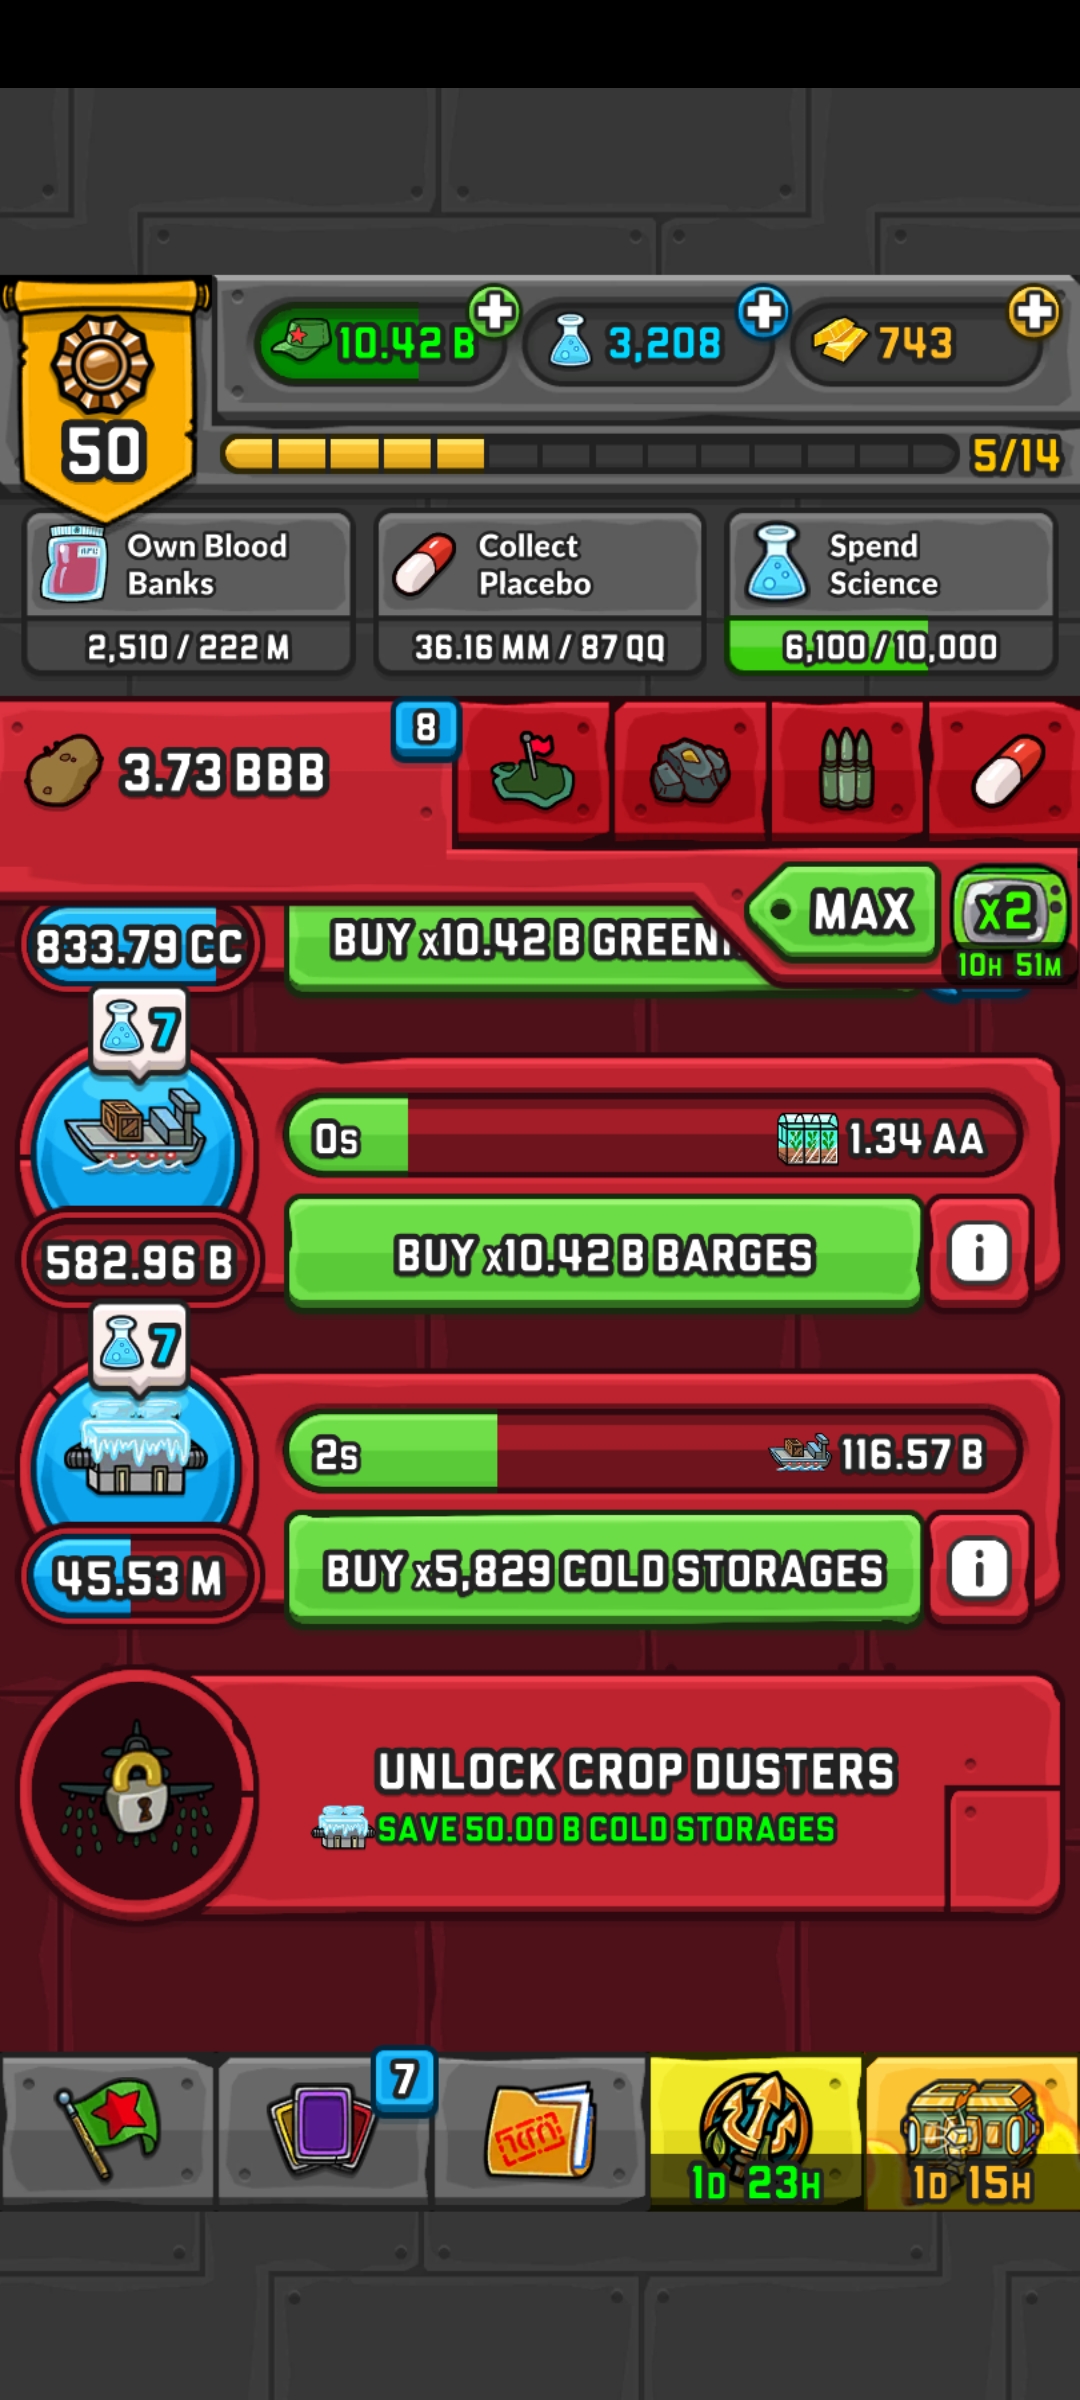 10.42 B
3,208
743
50
5/14
Own Blood Banks
2,510 / 222 M
Collect Placebo
36.16 MM / 87 QQ
Spend Science
6,100 / 10,000
3.73 BBB
8
MAX
x2
10H 51M
833.79 CC
BUY x10.42 B GREEN
7
0s
1.34 AA
582.96 B
BUY x10.42 B BARGES
i
7
2s
116.57 B
45.53 M
BUY x5,829 COLD STORAGES
i
UNLOCK CROP DUSTERS
SAVE 50.00 B COLD STORAGES
7
1D 23H
1D 15H